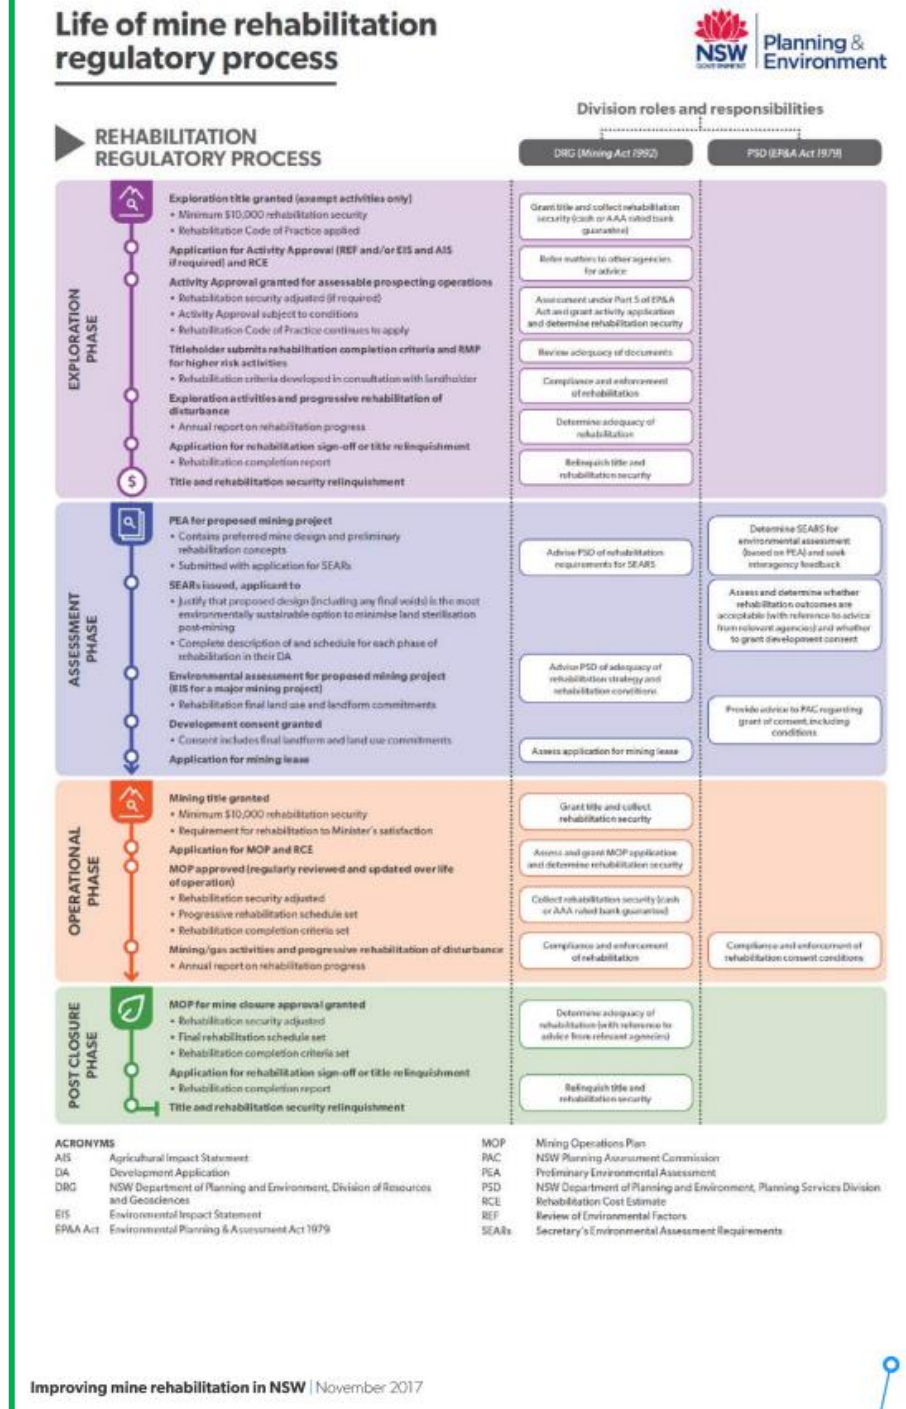 Life of mine rehabilitation
regulatory process
NSW
GOVERNMENT
Planning &
Environment
Division roles and responsibilities
REHABILITATION
REGULATORY PROCESS
DRG (Mining Act 1992)
PSD (EP&A Act 1979)
EXPLORATION
PHASE
Exploration title granted (exempt activities only)
• Minimum $10,000 rehabilitation security
• Rehabilitation Code of Practice applied
Application for Activity Approval (REF and/or EIS and AIS
if required) and RCE
Activity Approval granted for assessable prospecting operations
• Rehabilitation security adjusted (if required)
• Activity Approval subject to conditions
• Rehabilitation Code of Practice continues to apply
Titleholder submits rehabilitation completion criteria and RMP
for higher risk activities
• Rehabilitation criteria developed in consultation with landholder
Exploration activities and progressive rehabilitation of
disturbance
• Annual report on rehabilitation progress
Application for rehabilitation sign-off or title relinquishment
• Rehabilitation completion report
$
Title and rehabilitation security relinquishment
Grant title and collect rehabilitation
security (cash or AAA rated bank
guarantee)
Refer matters to other agencies
for advice
Assessment under Part 5 of EP&A
Act and grant activity application
and determine rehabilitation security
Review adequacy of documents
Compliance and enforcement
of rehabilitation
Determine adequacy of
rehabilitation
Relinquish title and
rehabilitation security
ASSESSMENT
PHASE
PEA for proposed mining project
• Contains preferred mine design and preliminary
rehabilitation concepts
• Submitted with application for SEARs
SEARs issued, applicant to
• Justify that proposed design (including any final voids) is the most
environmentally sustainable option to minimise land sterilisation
post-mining
• Complete description of and schedule for each phase of
rehabilitation in their DA
Environmental assessment for proposed mining project
(EIS for a major mining project)
• Rehabilitation final land use and landform commitments
Development consent granted
• Consent includes final landform and land use commitments
Application for mining lease
Advise PSD of rehabilitation
requirements for SEARS
Advise PSD of adequacy of
rehabilitation strategy and
rehabilitation conditions
Assess application for mining lease
Determine SEARS for
environmental assessment
(based on PEA) and seek
interagency feedback
Assess and determine whether
rehabilitation outcomes are
acceptable (with reference to advice
from relevant agencies) and whether
to grant development consent
Provide advice to PAC regarding
grant of consent, including
conditions
OPERATIONAL
PHASE
Mining title granted
• Minimum $10,000 rehabilitation security
• Requirement for rehabilitation to Minister's satisfaction
Application for MOP and RCE
MOP approved (regularly reviewed and updated over life
of operation)
• Rehabilitation security adjusted
• Progressive rehabilitation schedule set
• Rehabilitation completion criteria set
Mining/gas activities and progressive rehabilitation of disturbance
• Annual report on rehabilitation progress
Grant title and collect
rehabilitation security
Assess and grant MOP application
and determine rehabilitation security
Collect rehabilitation security (cash
or AAA rated bank guarantee)
Compliance and enforcement
of rehabilitation
Compliance and enforcement of
rehabilitation consent conditions
POST CLOSURE
PHASE
MOP for mine closure approval granted
• Rehabilitation security adjusted
• Final rehabilitation schedule set
• Rehabilitation completion criteria set
Application for rehabilitation sign-off or title relinquishment
• Rehabilitation completion report
Title and rehabilitation security relinquishment
Determine adequacy of
rehabilitation (with reference to
advice from relevant agencies)
Relinquish title and
rehabilitation security
ACRONYMS
AIS Agricultural Impact Statement
DA Development Application
DRG NSW Department of Planning and Environment, Division of Resources
and Geosciences
EIS Environmental Impact Statement
EP&A Act Environmental Planning & Assessment Act 1979
MOP Mining Operations Plan
PAC NSW Planning Assessment Commission
PEA Preliminary Environmental Assessment
PSD NSW Department of Planning and Environment, Planning Services Division
RCE Rehabilitation Cost Estimate
REF Review of Environmental Factors
SEARs Secretary's Environmental Assessment Requirements
Improving mine rehabilitation in NSW | November 2017